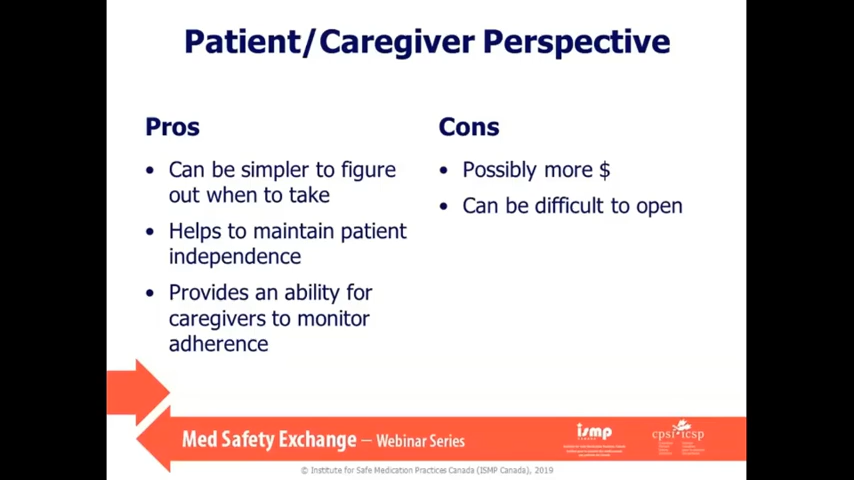 Patient/Caregiver Perspective
Pros
• Can be simpler to figure
out when to take
• Helps to maintain patient
independence
• Provides an ability for
caregivers to monitor
adherence
Cons
• Possibly more $
• Can be difficult to open
Med Safety Exchange – Webinar Series
ismp
CANADA
cpsi icsp
© Institute for Safe Medication Practices Canada (ISMP Canada), 2019